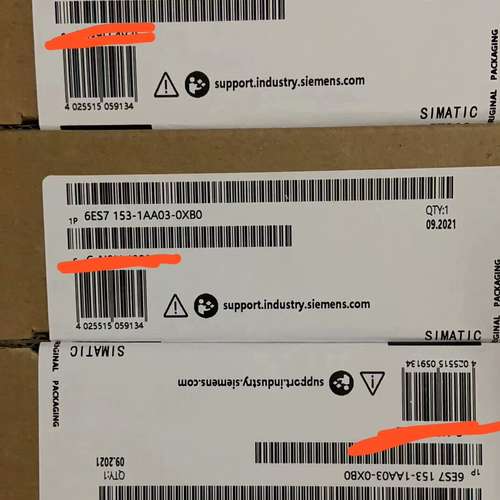 4 025515 059134
support.industry.siemens.com
SIMATIC
ORIGINAL PACKAGING
1P 6ES7 153-1AA03-0XB0
QTY:1
09.2021
4 025515 059134
support.industry.siemens.com
SIMATIC
ORIGINAL PACKAGING
SIMATIC
ORIGINAL PACKAGING
support.industry.siemens.com
4 025515 059134
1P 6ES7 153-1AA03-0XB0
09.2021
QTY:1